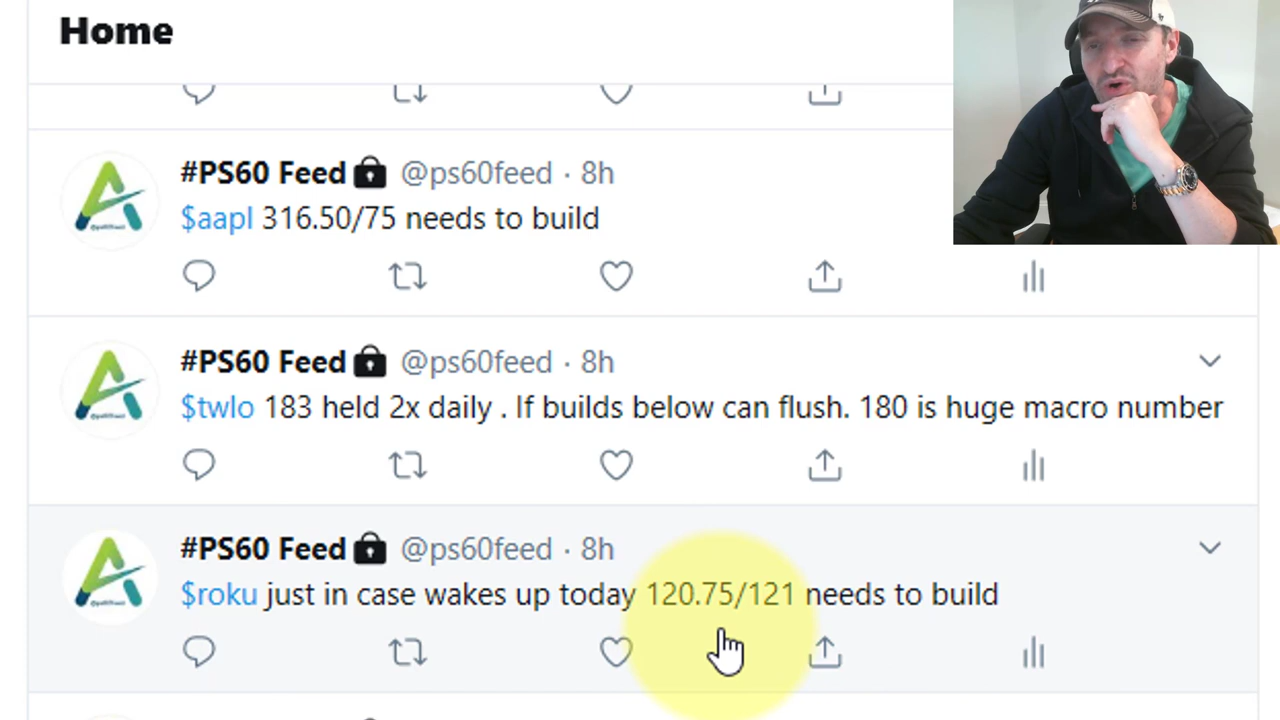 Home
#PS60 Feed @ps60feed · 8h
$aapl 316.50/75 needs to build
#PS60 Feed @ps60feed · 8h
$twlo 183 held 2x daily . If builds below can flush. 180 is huge macro number
#PS60 Feed @ps60feed · 8h
$roku just in case wakes up today 120.75/121 needs to build